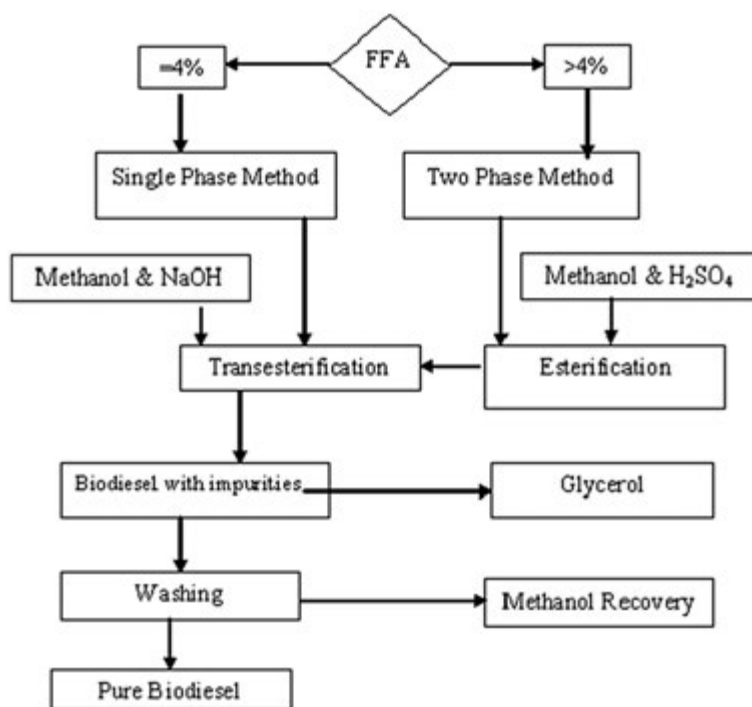 FFA
=4%
>4%
Single Phase Method
Two Phase Method
Methanol & NaOH
Methanol & H₂SO₄
Transesterification
Esterification
Biodiesel with impurities
Glycerol
Washing
Methanol Recovery
Pure Biodiesel